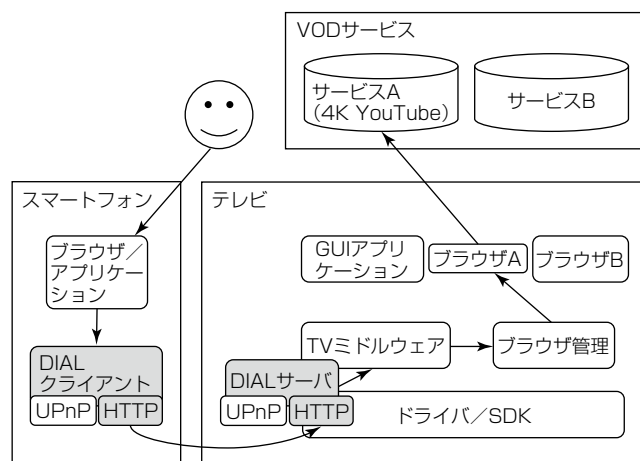 VODサービス
サービスA
（4K YouTube）
サービスB
スマートフォン
テレビ
ブラウザ／
アプリケー
ション
GUIアプリ
ケーション
ブラウザA
ブラウザB
TVミドルウェア
ブラウザ管理
DIAL
クライアント
UPnP
HTTP
DIALサーバ
UPnP
HTTP
ドライバ／SDK